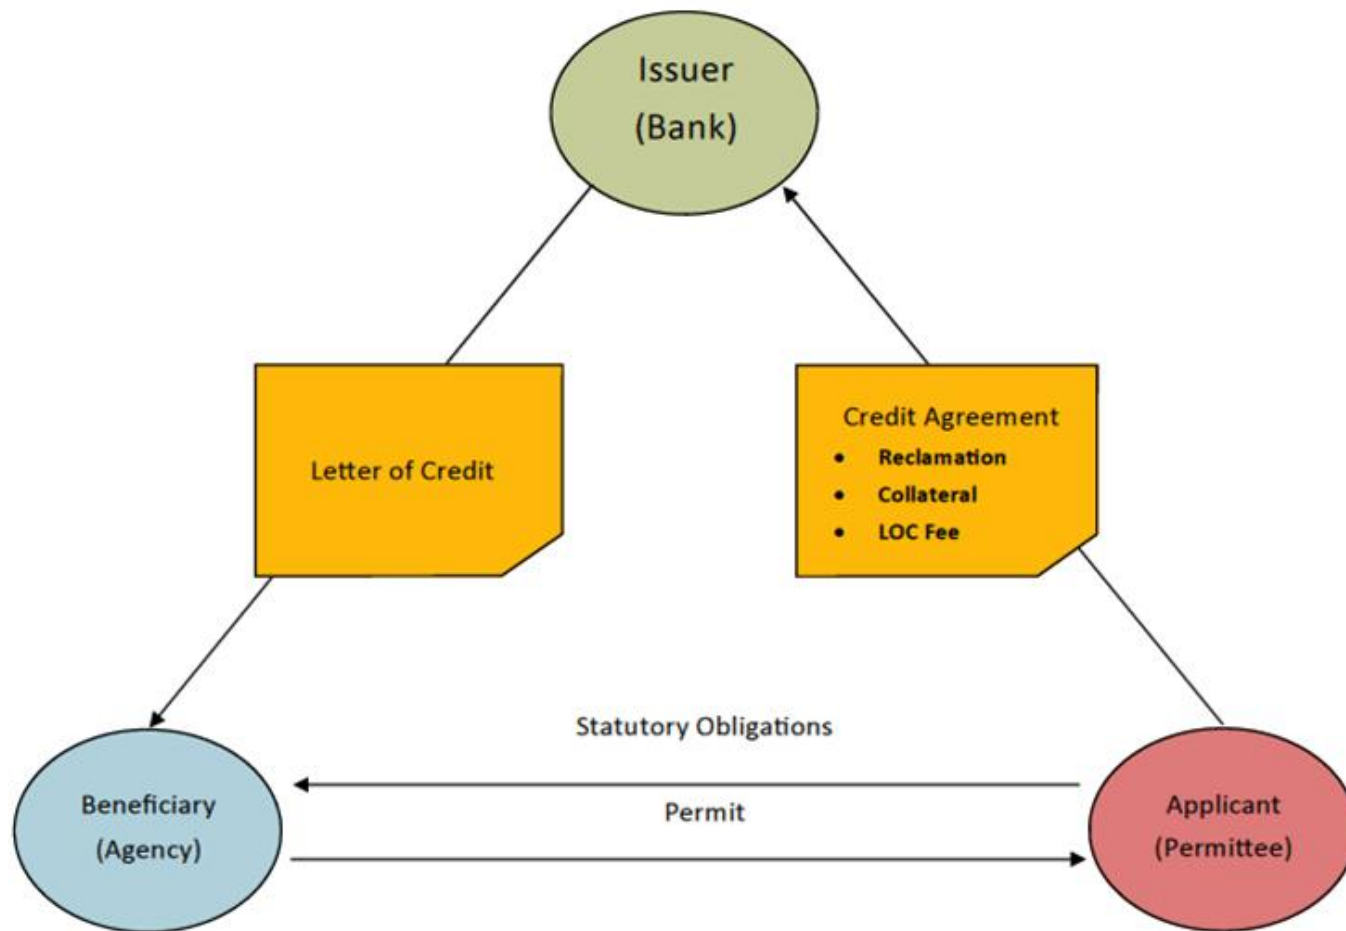 Issuer
(Bank)
Letter of Credit
Credit Agreement
• Reclamation
• Collateral
• LOC Fee
Statutory Obligations
Permit
Beneficiary
(Agency)
Applicant
(Permittee)